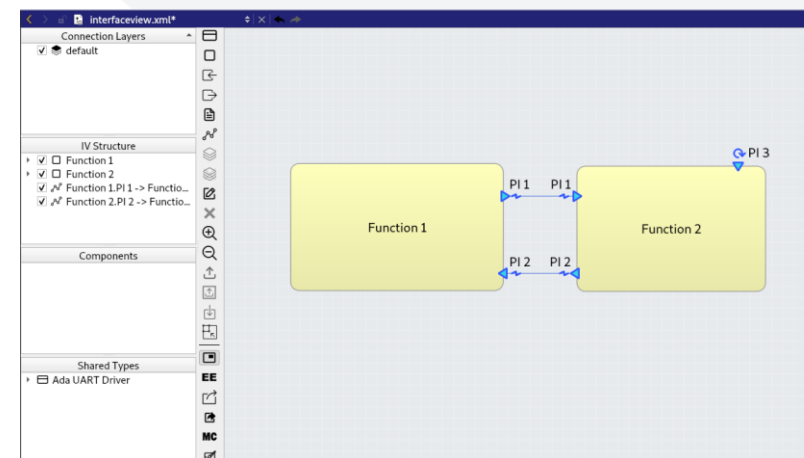 interfaceview.xml*
Connection Layers
default
IV Structure
Function 1
Function 2
Function 1.PI 1 -> Functio...
Function 2.PI 2 -> Functio...
Components
Shared Types
Ada UART Driver
EE
MC
PI 3
PI 1 PI 1
Function 1 Function 2
PI 2 PI 2